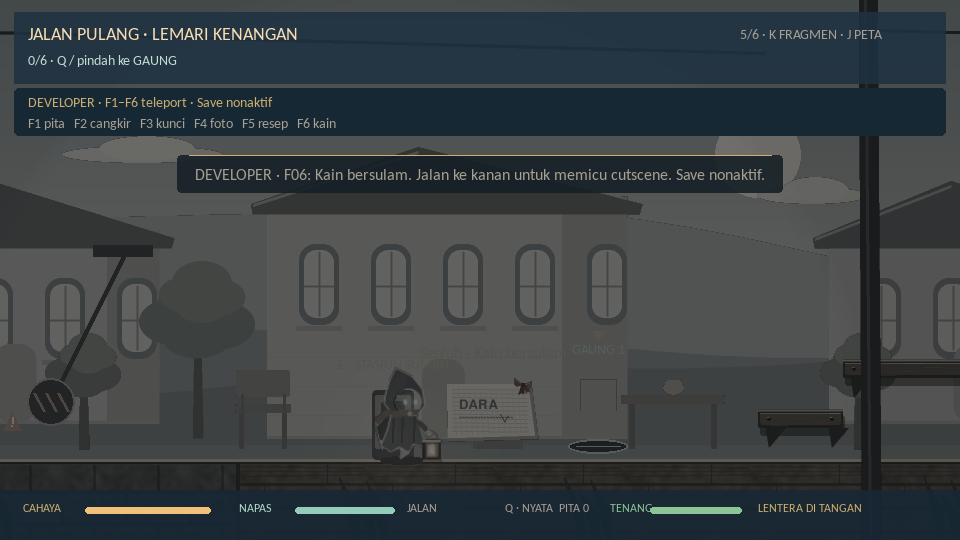 JALAN PULANG · LEMARI KENANGAN
5/6 · K FRAGMEN · J PETA
0/6 · Q / pindah ke GAUNG
DEVELOPER · F1–F6 teleport · Save nonaktif
F1 pita F2 cangkir F3 kunci F4 foto F5 resep F6 kain
DEVELOPER · F06: Kain bersulam. Jalan ke kanan untuk memicu cutscene. Save nonaktif.
Kain bersulam
GAUNG 1
DARA
CAHAYA
NAPAS
JALAN
Q · NYATA PITA 0
TENANG
LENTERA DI TANGAN